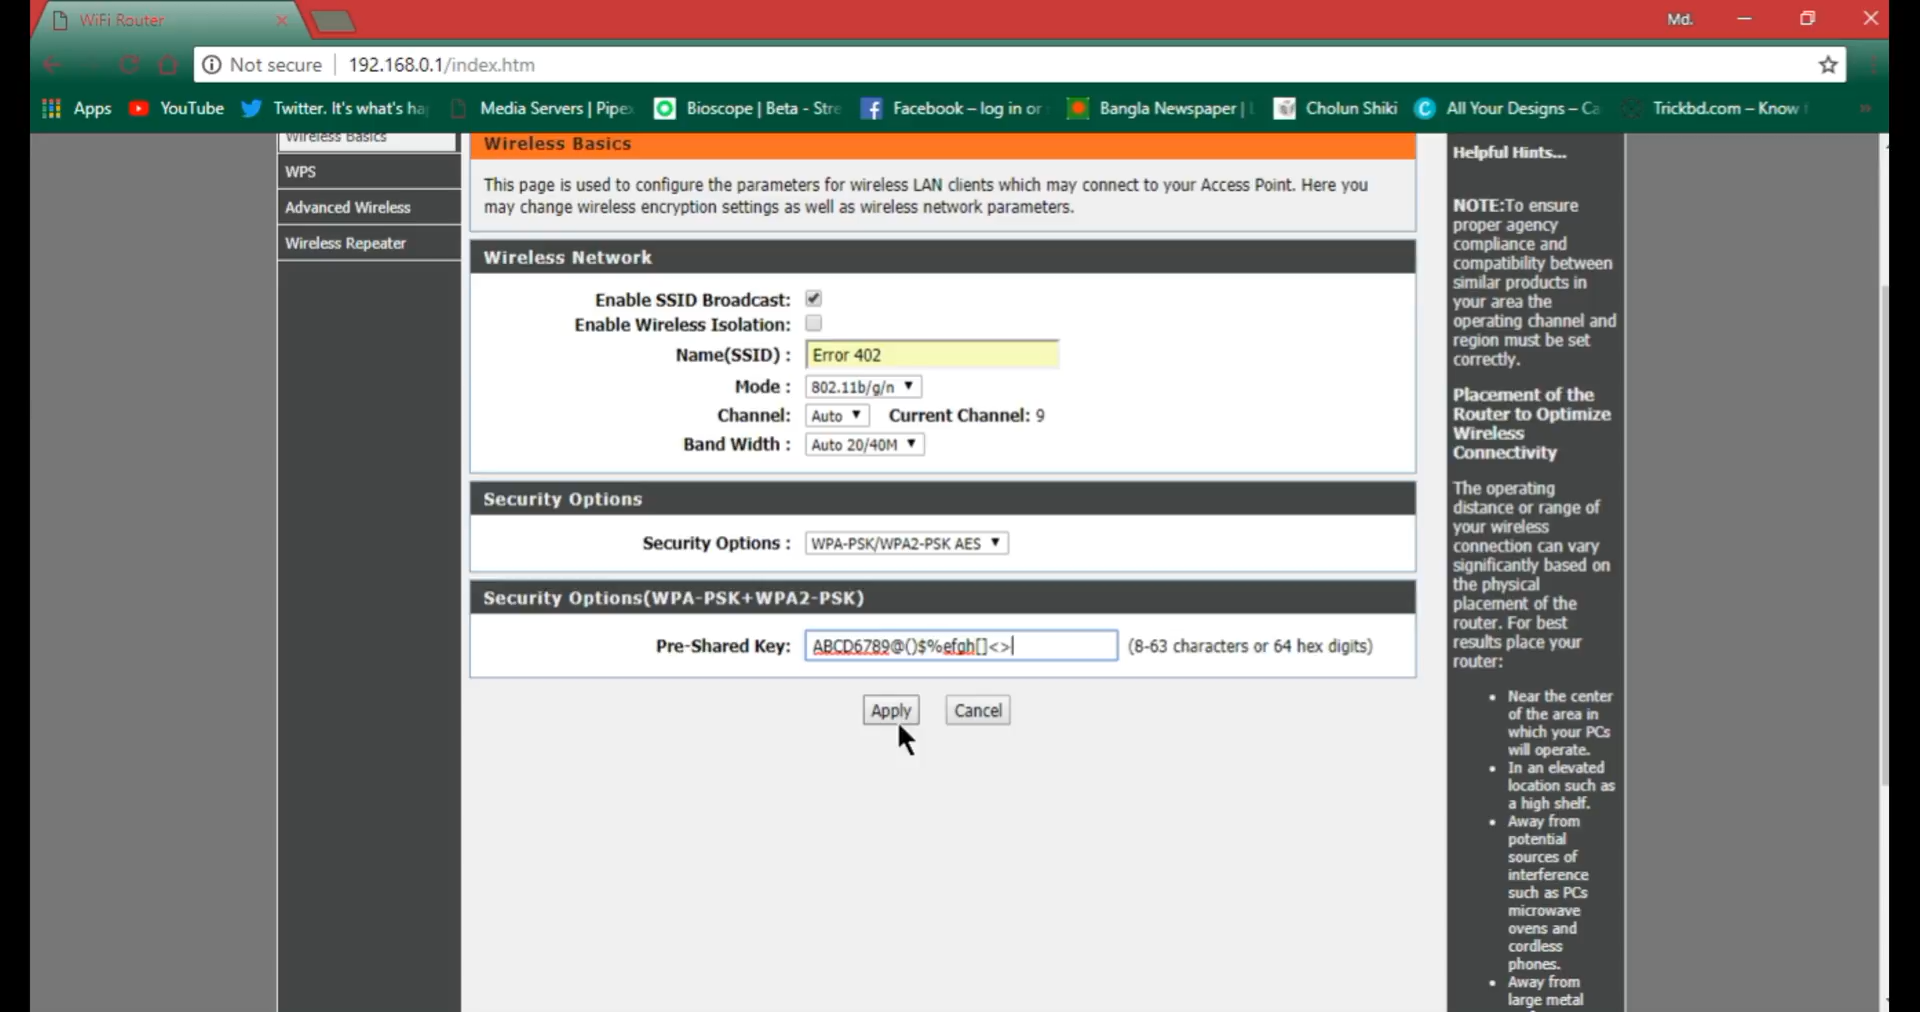 WiFi Router
Md.
Not secure 192.168.0.1/index.htm
Apps YouTube Twitter. It's what's ha Media Servers | Pipex Bioscope | Beta - Stre Facebook – log in or Bangla Newspaper | Cholun Shiki All Your Designs – Ca Trickbd.com – Know »
Wireless Basics
WPS
Advanced Wireless
Wireless Repeater
Wireless Basics
This page is used to configure the parameters for wireless LAN clients which may connect to your Access Point. Here you
may change wireless encryption settings as well as wireless network parameters.
Wireless Network
Enable SSID Broadcast:
Enable Wireless Isolation:
Name(SSID) : Error 402
Mode : 802.11b/g/n
Channel: Auto Current Channel: 9
Band Width : Auto 20/40M
Security Options
Security Options : WPA-PSK/WPA2-PSK AES
Security Options(WPA-PSK+WPA2-PSK)
Pre-Shared Key: ABCD6789@()$%efgh[]<> (8-63 characters or 64 hex digits)
Apply Cancel
Helpful Hints...
NOTE:To ensure
proper agency
compliance and
compatibility between
similar products in
your area the
operating channel and
region must be set
correctly.
Placement of the
Router to Optimize
Wireless
Connectivity
The operating
distance or range of
your wireless
connection can vary
significantly based on
the physical
placement of the
router. For best
results place your
router:
• Near the center
of the area in
which your PCs
will operate.
• In an elevated
location such as
a high shelf.
• Away from
potential
sources of
interference
such as PCs
microwave
ovens and
cordless
phones.
• Away from
large metal